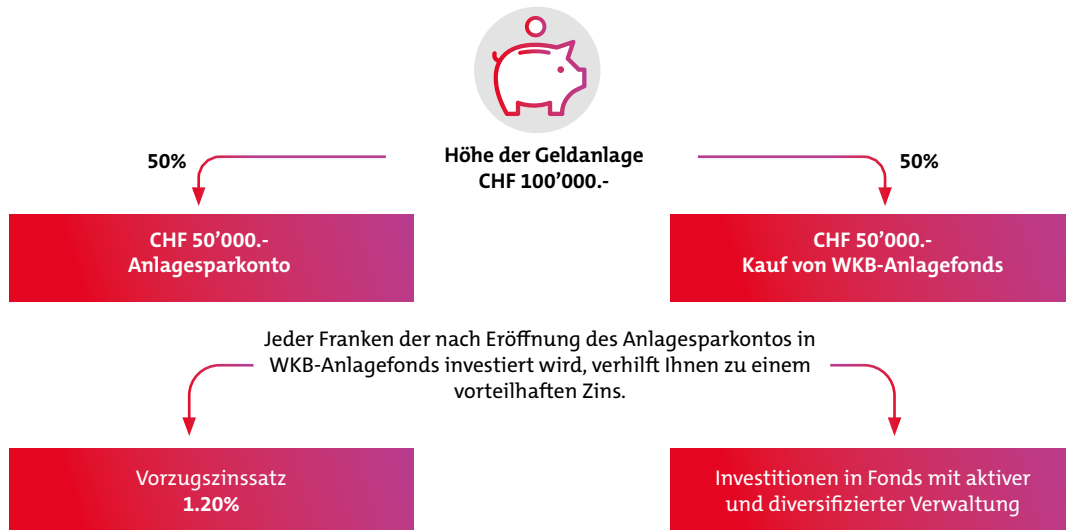 Höhe der Geldanlage
CHF 100’000.-
50%
50%
CHF 50’000.-
Anlagesparkonto
CHF 50’000.-
Kauf von WKB-Anlagefonds
Jeder Franken der nach Eröffnung des Anlagesparkontos in
WKB-Anlagefonds investiert wird, verhilft Ihnen zu einem
vorteilhaften Zins.
Vorzugszinssatz
1.20%
Investitionen in Fonds mit aktiver
und diversifizierter Verwaltung